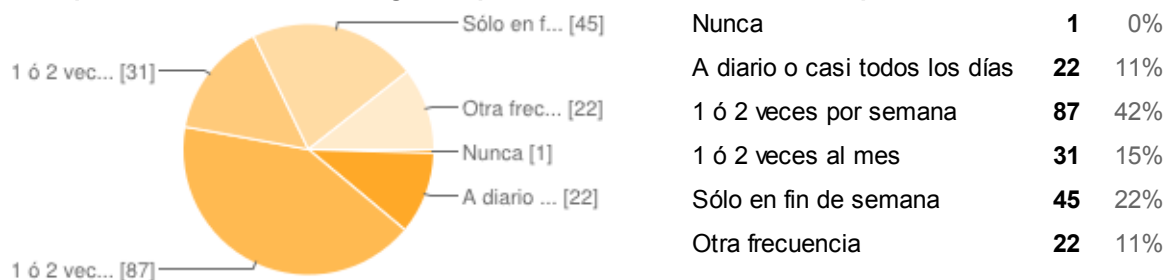 Sólo en f... [45]
1 ó 2 vec... [31]
Otra frec... [22]
Nunca [1]
A diario ... [22]
1 ó 2 vec... [87]
Nunca 1 0%
A diario o casi todos los días 22 11%
1 ó 2 veces por semana 87 42%
1 ó 2 veces al mes 31 15%
Sólo en fin de semana 45 22%
Otra frecuencia 22 11%